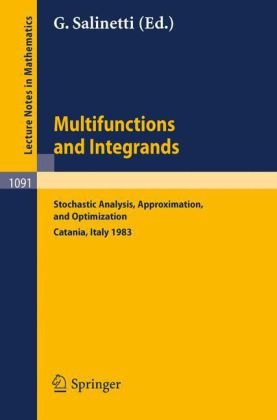 G. Salinetti (Ed.)
Lecture Notes in Mathematics
1091
Multifunctions
and Integrands
Stochastic Analysis, Approximation,
and Optimization
Catania, Italy 1983
Springer